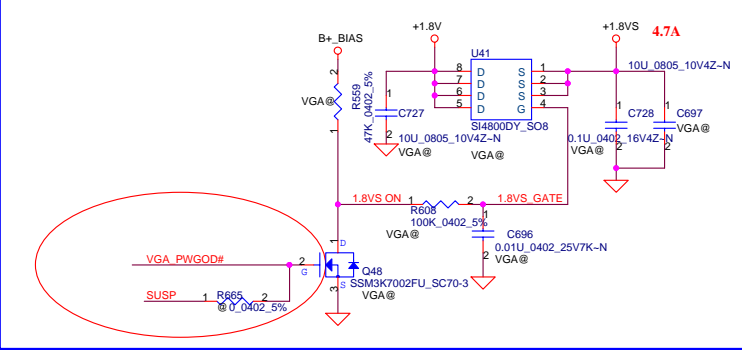 +1.8V
+1.8VS
4.7A
B+_BIAS
U41
8 D S 1
7 D S 2
6 D S 3
5 D G 4
SI4800DY_SO8
VGA@
2
R559
47K_0402_5%
VGA@
1
1
C727
2
10U_0805_10V4Z~N
VGA@
10U_0805_10V4Z~N
1
C728
2
0.1U_0402_16V4Z~N
VGA@
1
C697
VGA@
2
1.8VS ON
1
2
1.8VS_GATE
R608
100K_0402_5%
VGA@
1
C696
0.01U_0402_25V7K~N
2
VGA@
1
D
VGA_PWGOD#
2
G
Q48
S
3
SSM3K7002FU_SC70-3
VGA@
SUSP
1
R665
2
@0_0402_5%